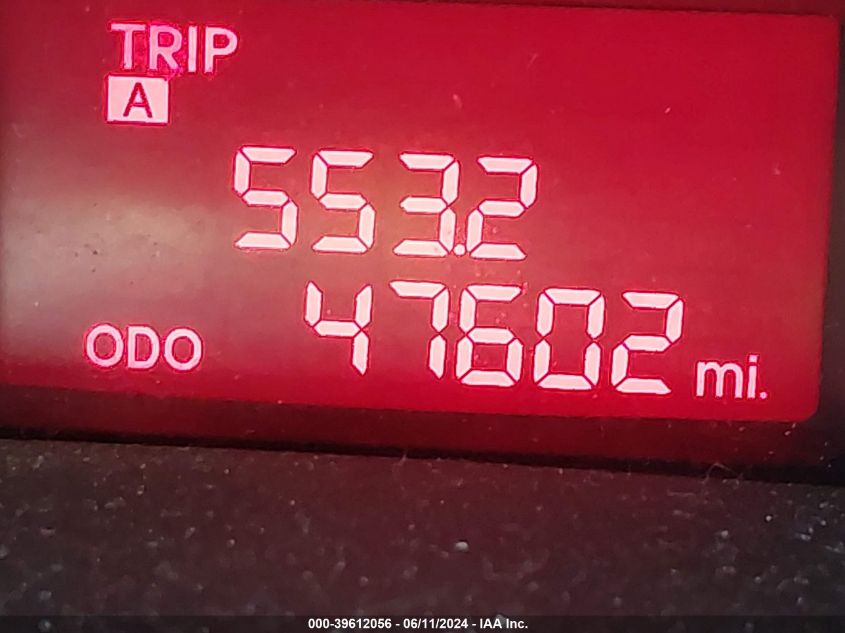 TRIP
A
553.2
ODO 47602 mi.
000-39612056 - 06/11/2024 - IAA Inc.